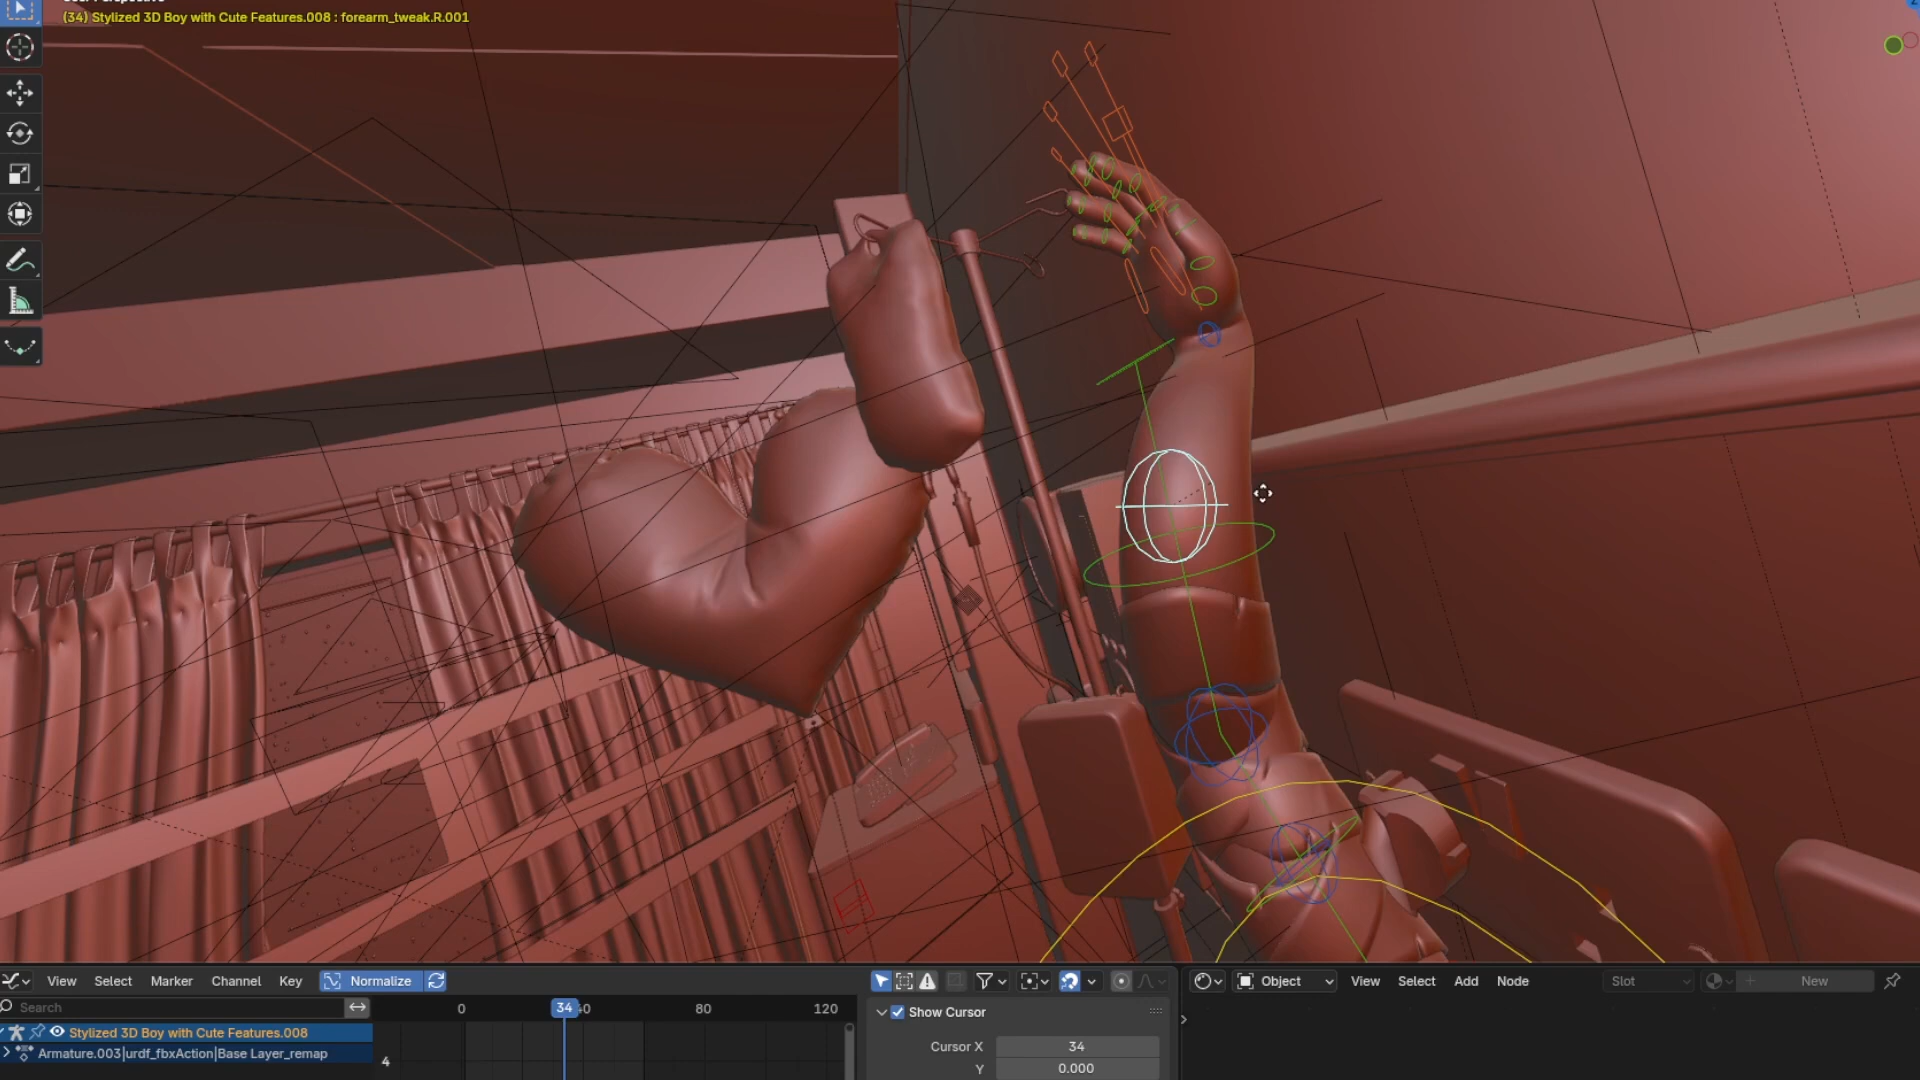 (34) Stylized 3D Boy with Cute Features.008 : forearm_tweak.R.001
View Select Marker Channel Key Normalize
Object View Select Add Node Slot New
Search
0 34 40 80 120
Show Cursor
Stylized 3D Boy with Cute Features.008
Cursor X 34
Armature.003|urdf_fbxAction|Base Layer_remap
4
Y 0.000